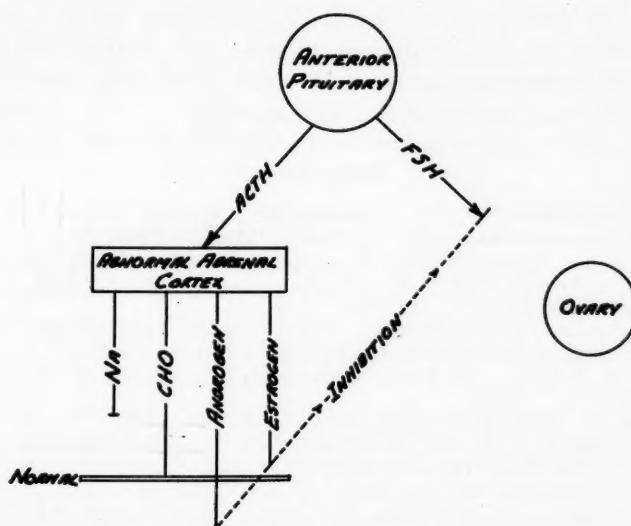 ANTERIOR
PITUITARY
ACTH
FSH
ABNORMAL ADRENAL
CORTEX
OVARY
NA
CHO
ANDROGEN
ESTROGEN
INHIBITION
NORMAL